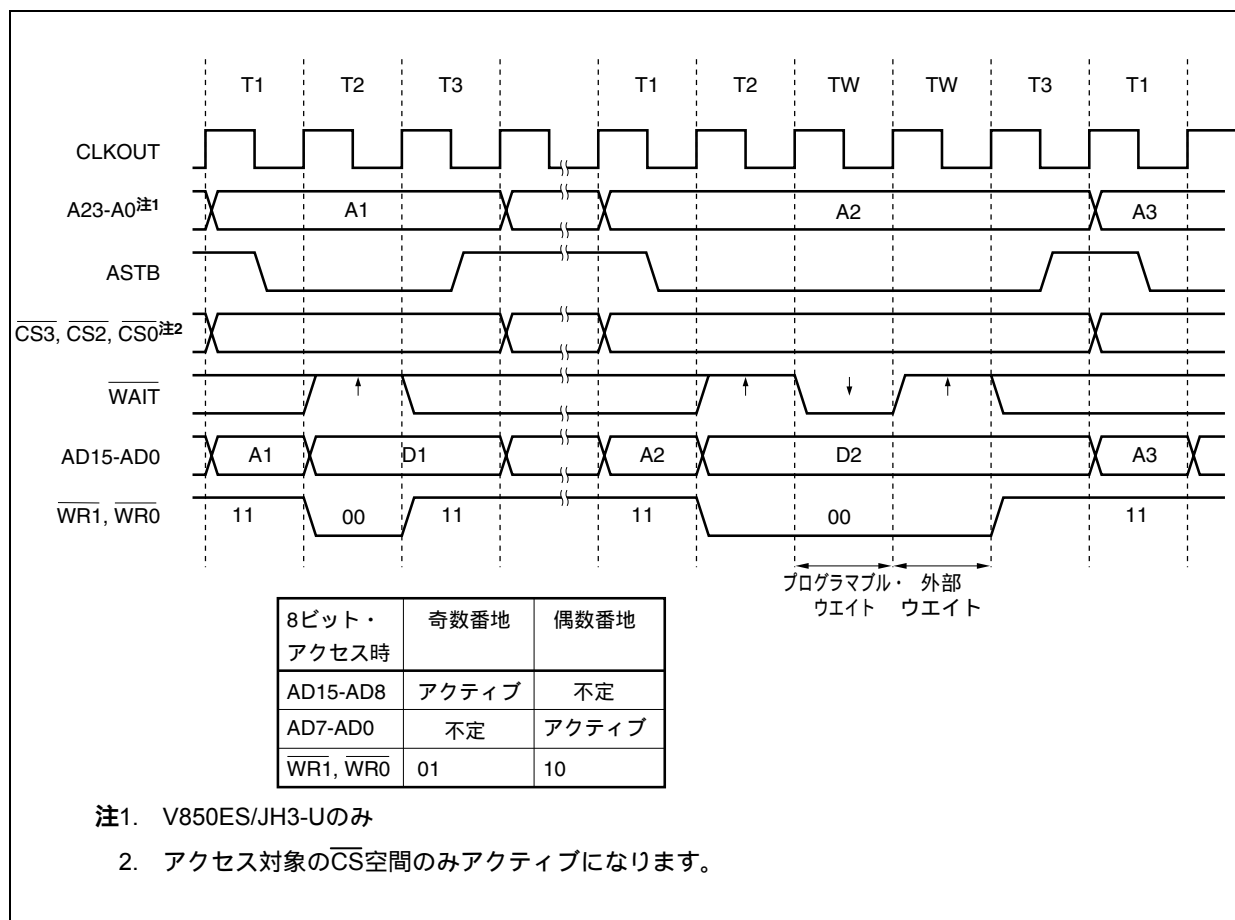 T1 T2 T3 T1 T2 TW TW T3 T1
CLKOUT
A23-A0注1 A1 A2 A3
ASTB
CS3, CS2, CS0注2
WAIT
AD15-AD0 A1 D1 A2 D2 A3
WR1, WR0 11 00 11 11 00 11
プログラマブル・ 外部
ウエイト ウエイト
8ビット・ 奇数番地 偶数番地
アクセス時
AD15-AD8 アクティブ 不定
AD7-AD0 不定 アクティブ
WR1, WR0 01 10
注1. V850ES/JH3-Uのみ
2. アクセス対象のCS空間のみアクティブになります。